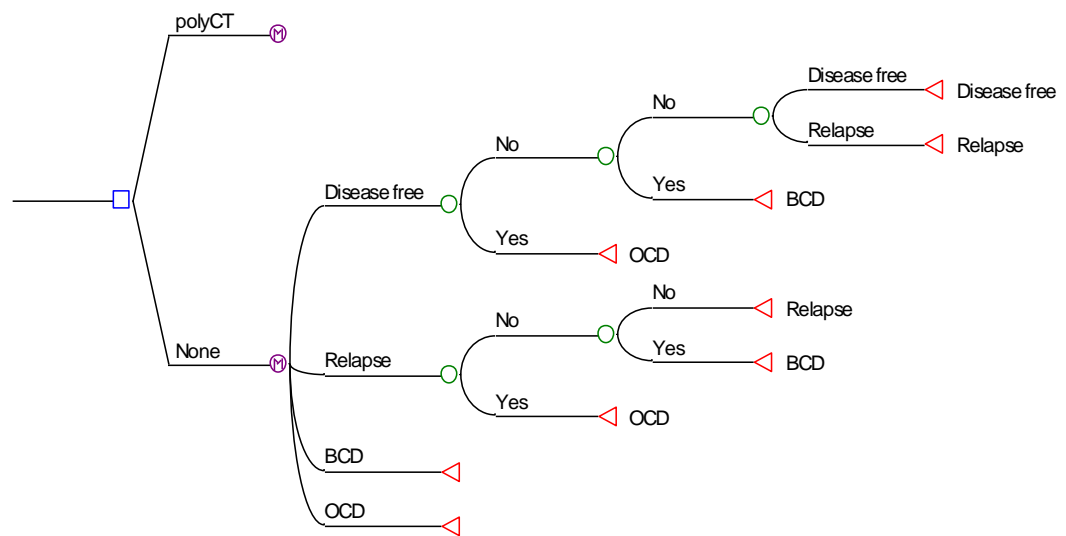 polyCT
M
Disease free
Disease free
No
Relapse
Relapse
No
Yes
BCD
Disease free
Yes
OCD
No
Relapse
No
Yes
BCD
None
M
Relapse
Yes
OCD
BCD
OCD